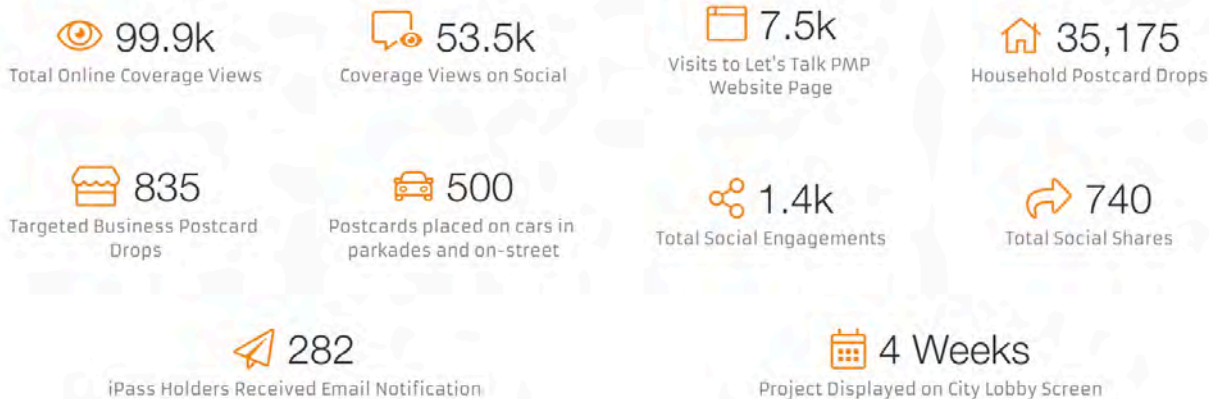 99.9k
Total Online Coverage Views
53.5k
Coverage Views on Social
7.5k
Visits to Let's Talk PMP
Website Page
35,175
Household Postcard Drops
835
Targeted Business Postcard
Drops
500
Postcards placed on cars in
parkades and on-street
1.4k
Total Social Engagements
740
Total Social Shares
282
iPass Holders Received Email Notification
4 Weeks
Project Displayed on City Lobby Screen